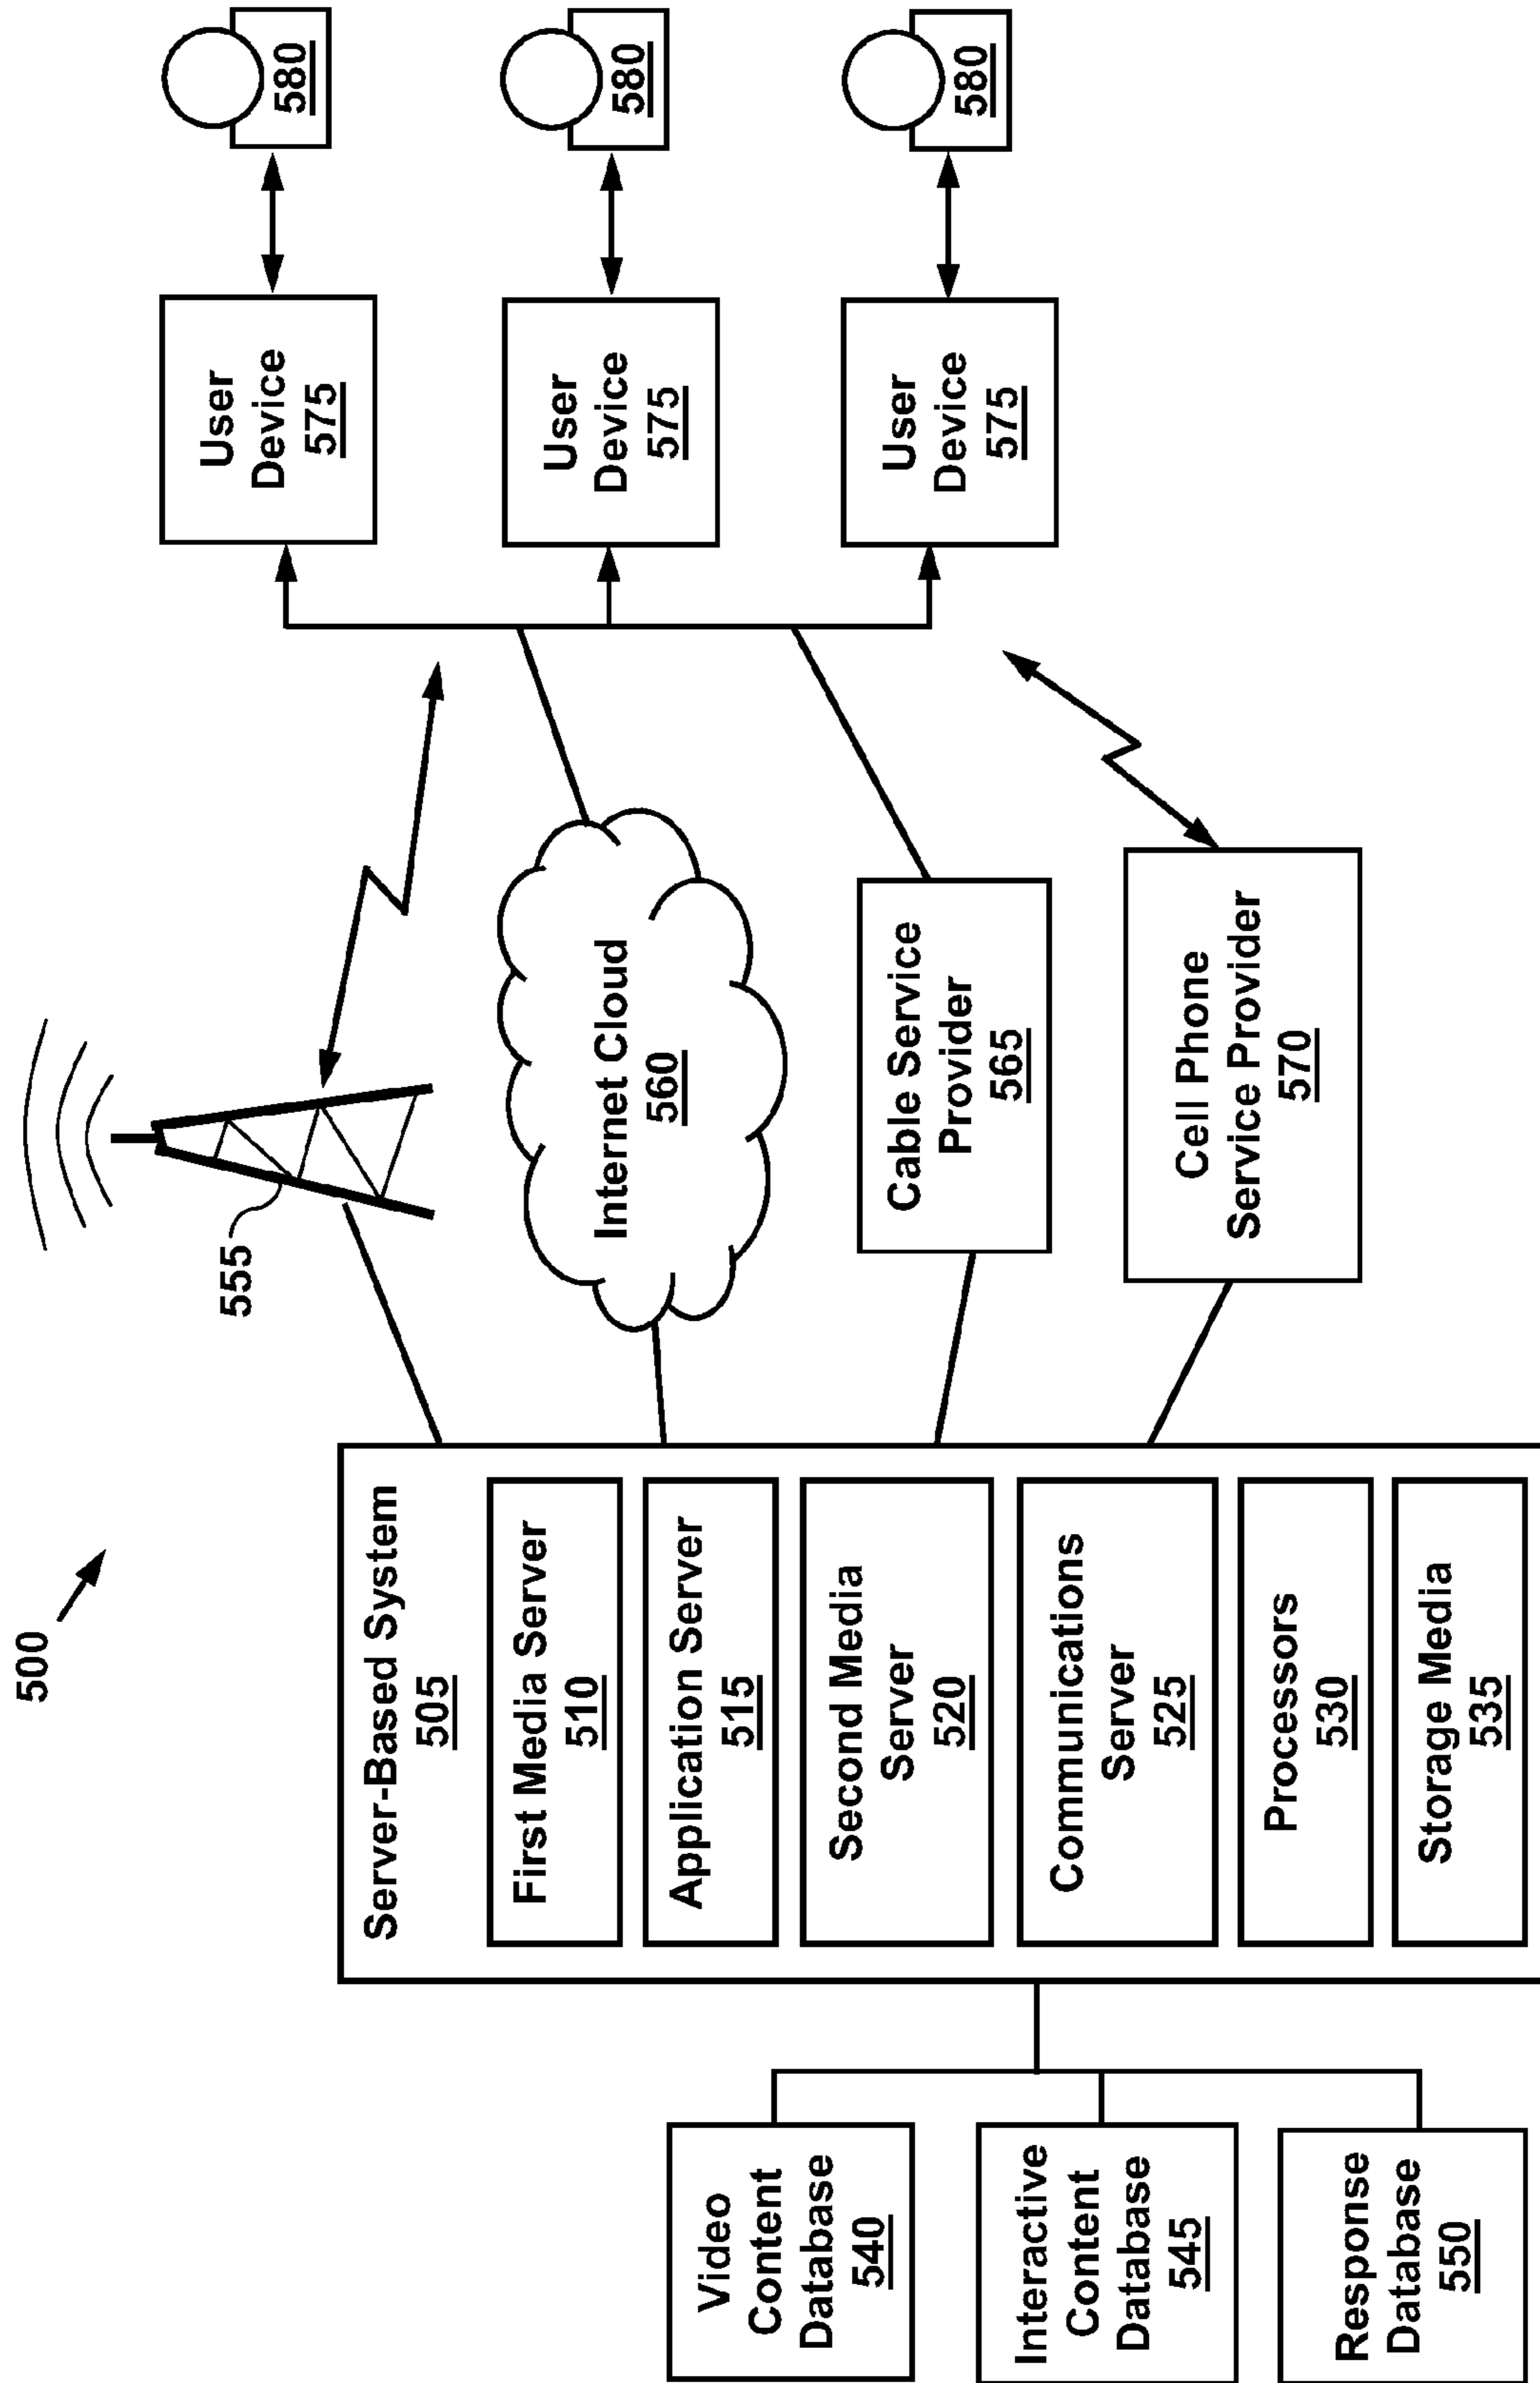 500
Video
Content
Database
540
Interactive
Content
Database
545
Response
Database
550
Server-Based System
505
First Media Server
510
Application Server
515
Second Media
Server
520
Communications
Server
525
Processors
530
Storage Media
535
555
Internet Cloud
560
Cable Service
Provider
565
Cell Phone
Service Provider
570
User
Device
575
User
Device
575
User
Device
575
580
580
580